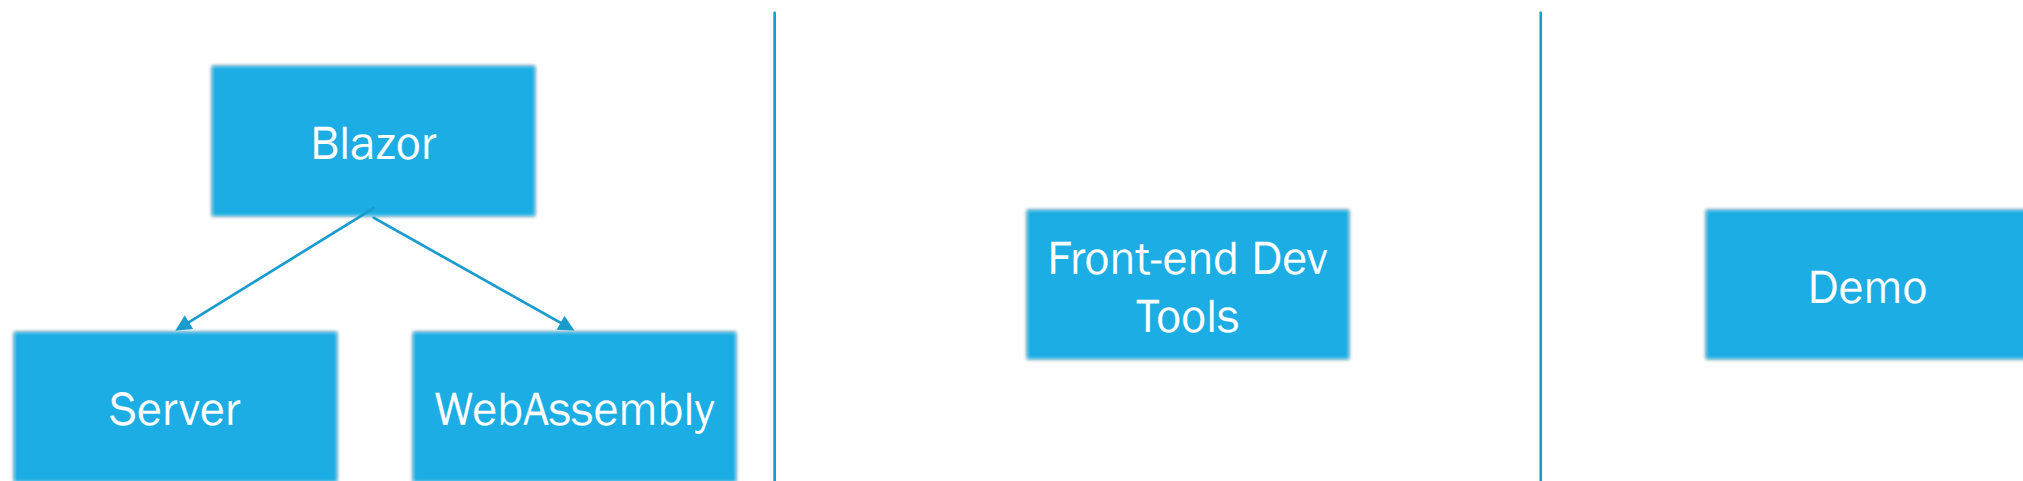 Blazor
Server
WebAssembly
Front-end Dev
Tools
Demo